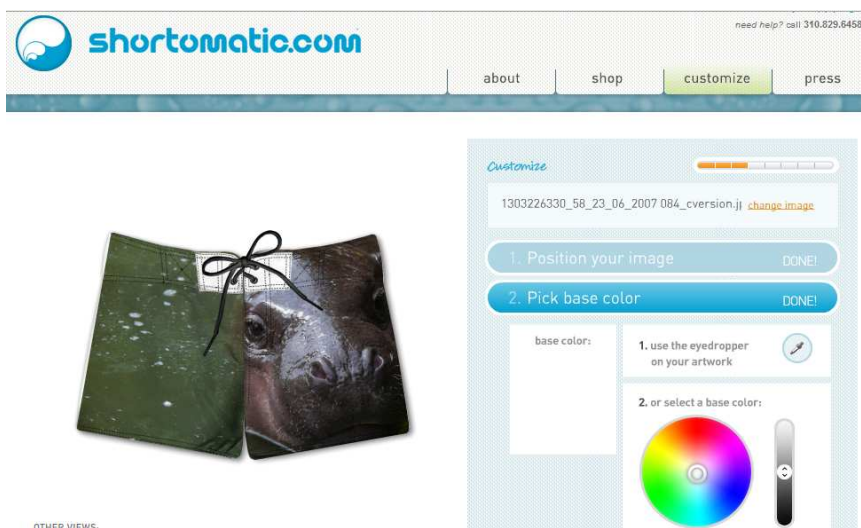 need help? call 310.829.6458
shortomatic.com
about shop customize press
Customize
1303226330_58_23_06_2007 084_cversion.j change image
1. Position your image DONE!
2. Pick base color DONE!
base color:
1. use the eyedropper
on your artwork
2. or select a base color:
OTHER VIEWS: